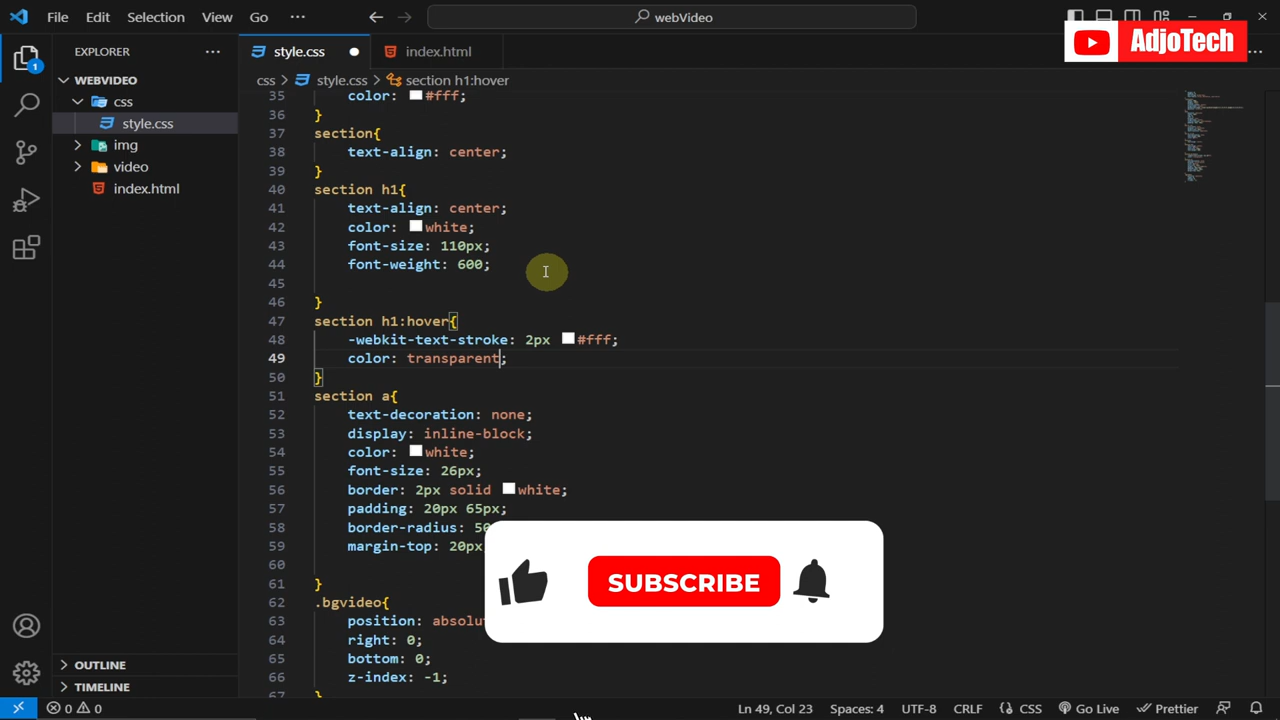 File Edit Selection View Go ... webVideo
AdjoTech
EXPLORER ...
style.css
index.html
WEBVIDEO
css > style.css > section h1:hover
css
style.css
img
video
index.html
35 color: #fff;
36 }
37 section{
38 text-align: center;
39 }
40 section h1{
41 text-align: center;
42 color: white;
43 font-size: 110px;
44 font-weight: 600;
45
46 }
47 section h1:hover{
48 -webkit-text-stroke: 2px #fff;
49 color: transparent;
50 }
51 section a{
52 text-decoration: none;
53 display: inline-block;
54 color: white;
55 font-size: 26px;
56 border: 2px solid white;
57 padding: 20px 65px;
58 border-radius: 50
59 margin-top: 20px
60
61 }
62 .bgvideo{
63 position: absolut
64 right: 0;
65 bottom: 0;
66 z-index: -1;
67 }
SUBSCRIBE
OUTLINE
TIMELINE
0 0 Ln 49, Col 23 Spaces: 4 UTF-8 CRLF CSS Go Live Prettier